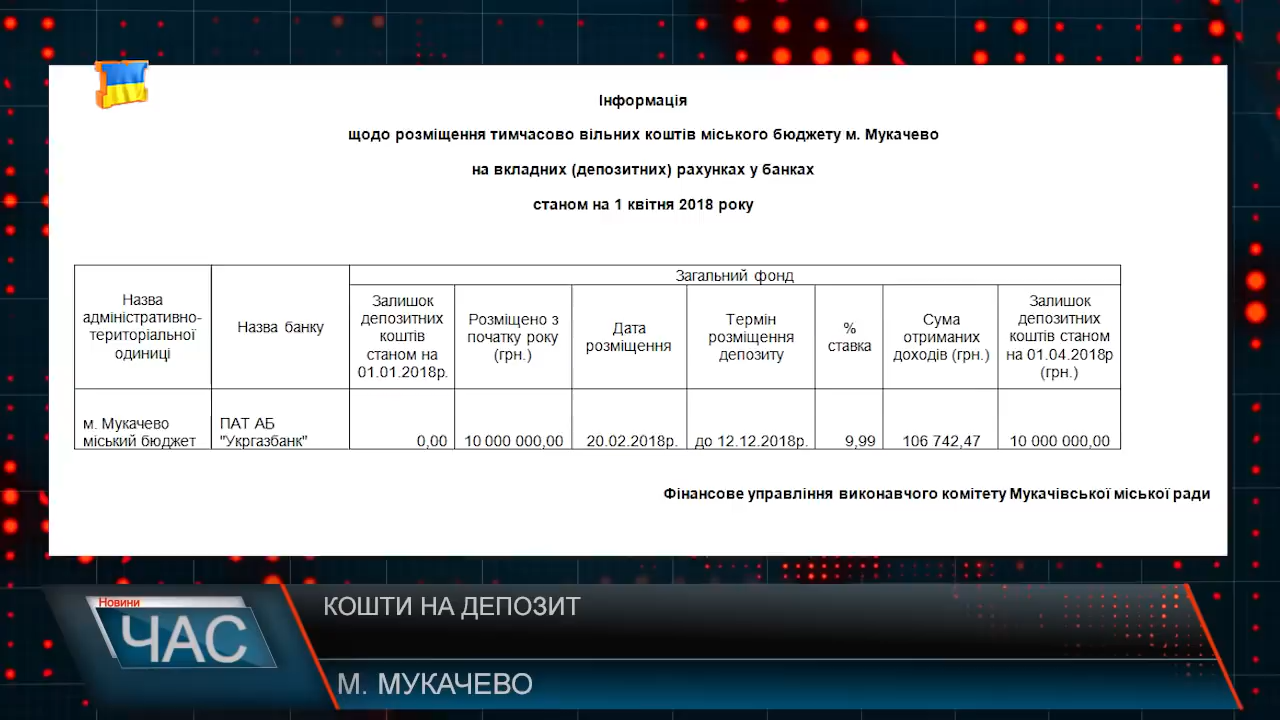 Інформація
щодо розміщення тимчасово вільних коштів міського бюджету м. Мукачево
на вкладних (депозитних) рахунках у банках
станом на 1 квітня 2018 року
Загальний фонд
Назва
адміністративно-
територіальної
одиниці
Назва банку
Залишок
депозитних
коштів
станом на
01.01.2018р.
Розміщено з
початку року
(грн.)
Дата
розміщення
Термін
розміщення
депозиту
%
ставка
Сума
отриманих
доходів (грн.)
Залишок
депозитних
коштів станом
на 01.04.2018р
(грн.)
м. Мукачево
міський бюджет
ПАТ АБ
"Укргазбанк"
0,00
10 000 000,00
20.02.2018р.
до 12.12.2018р.
9,99
106 742,47
10 000 000,00
Фінансове управління виконавчого комітету Мукачівської міської ради
Новини
ЧАС
КОШТИ НА ДЕПОЗИТ
М. МУКАЧЕВО